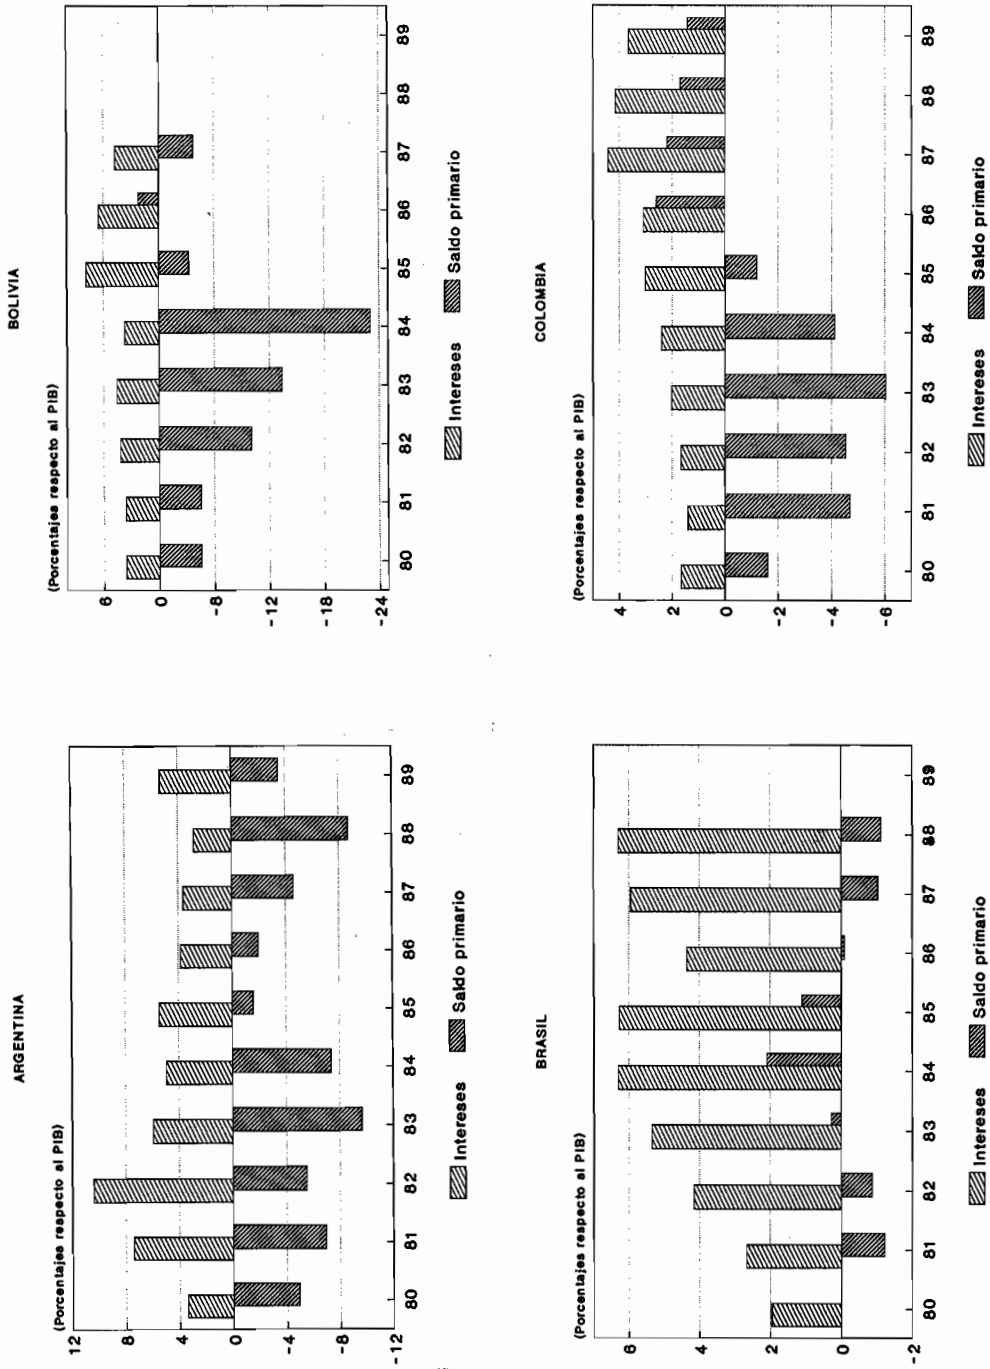 ARGENTINA
(Porcentajes respecto al PIB)
12
8
4
0
-4
-8
-12
80 81 82 83 84 85 86 87 88 89
Intereses Saldo primario
BOLIVIA
(Porcentajes respecto al PIB)
6
0
-8
-12
-18
-24
80 81 82 83 84 85 86 87 88 89
Intereses Saldo primario
BRASIL
(Porcentajes respecto al PIB)
6
4
2
0
-2
80 81 82 83 84 85 86 87 88 89
Intereses Saldo primario
COLOMBIA
(Porcentajes respecto al PIB)
4
2
0
-2
-4
-6
80 81 82 83 84 85 86 87 88 89
Intereses Saldo primario